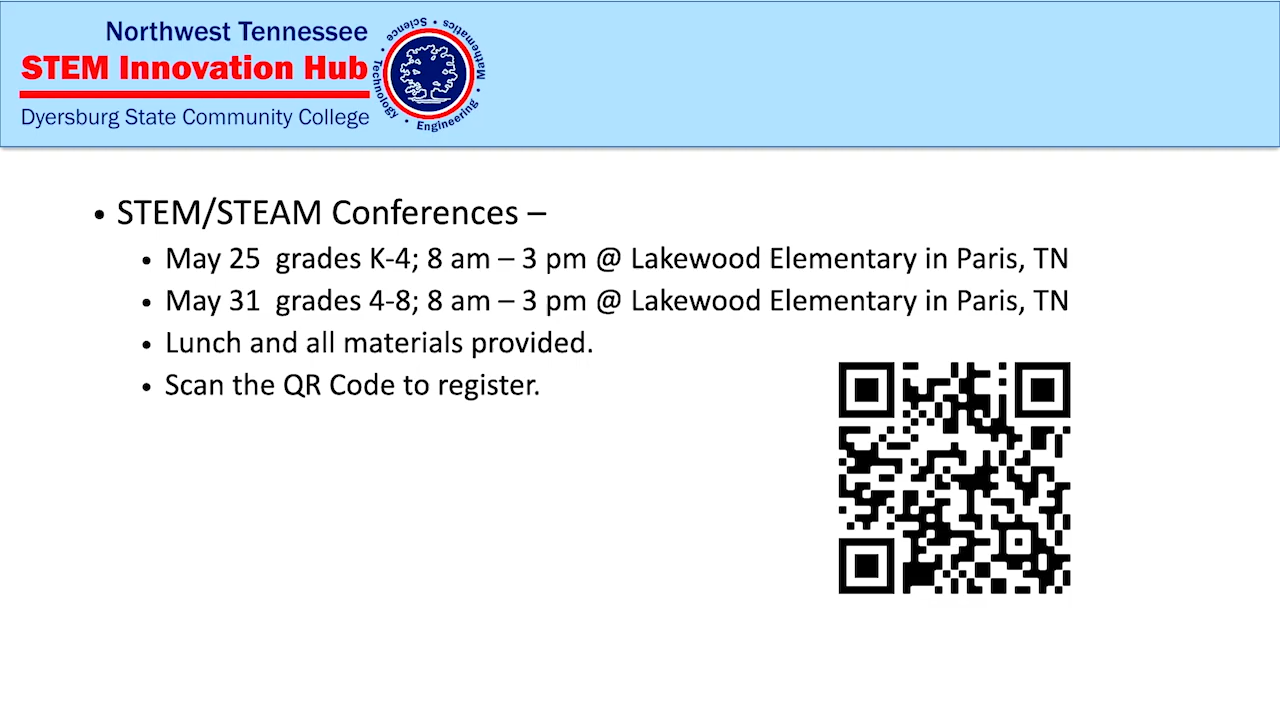 Northwest Tennessee
STEM Innovation Hub
Dyersburg State Community College
Science • Mathematics • Engineering • Technology •
• STEM/STEAM Conferences –
• May 25  grades K-4; 8 am – 3 pm @ Lakewood Elementary in Paris, TN
• May 31  grades 4-8; 8 am – 3 pm @ Lakewood Elementary in Paris, TN
• Lunch and all materials provided.
• Scan the QR Code to register.